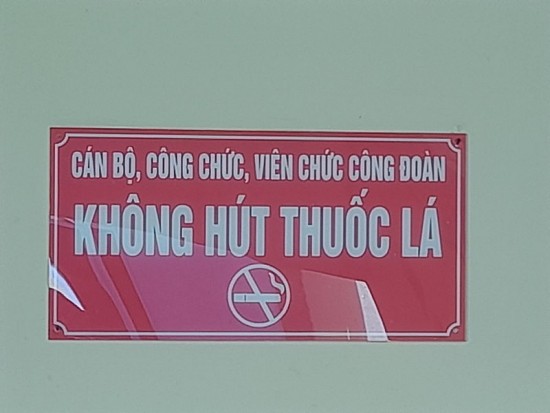 CÁN BỘ, CÔNG CHỨC, VIÊN CHỨC CÔNG ĐOÀN
KHÔNG HÚT THUỐC LÁ